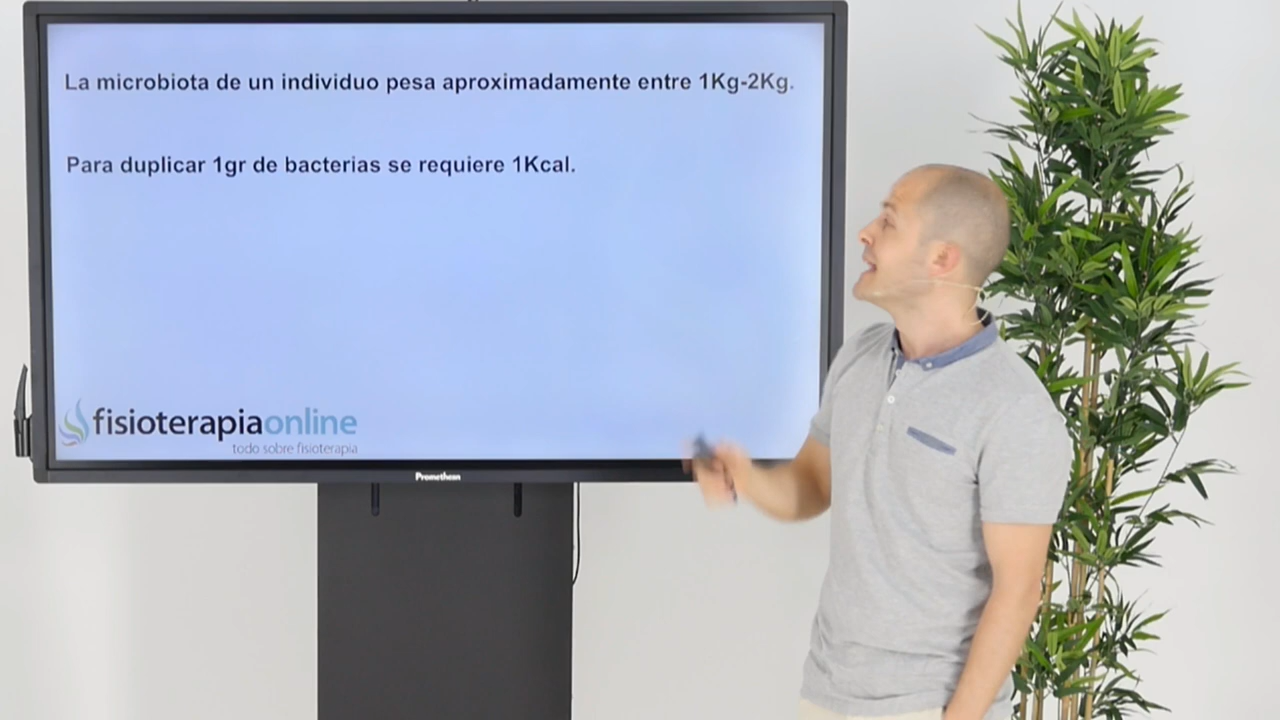 La microbiota de un individuo pesa aproximadamente entre 1Kg-2Kg.
Para duplicar 1gr de bacterias se requiere 1Kcal.
fisioterapiaonline
todo sobre fisioterapia
Promethean